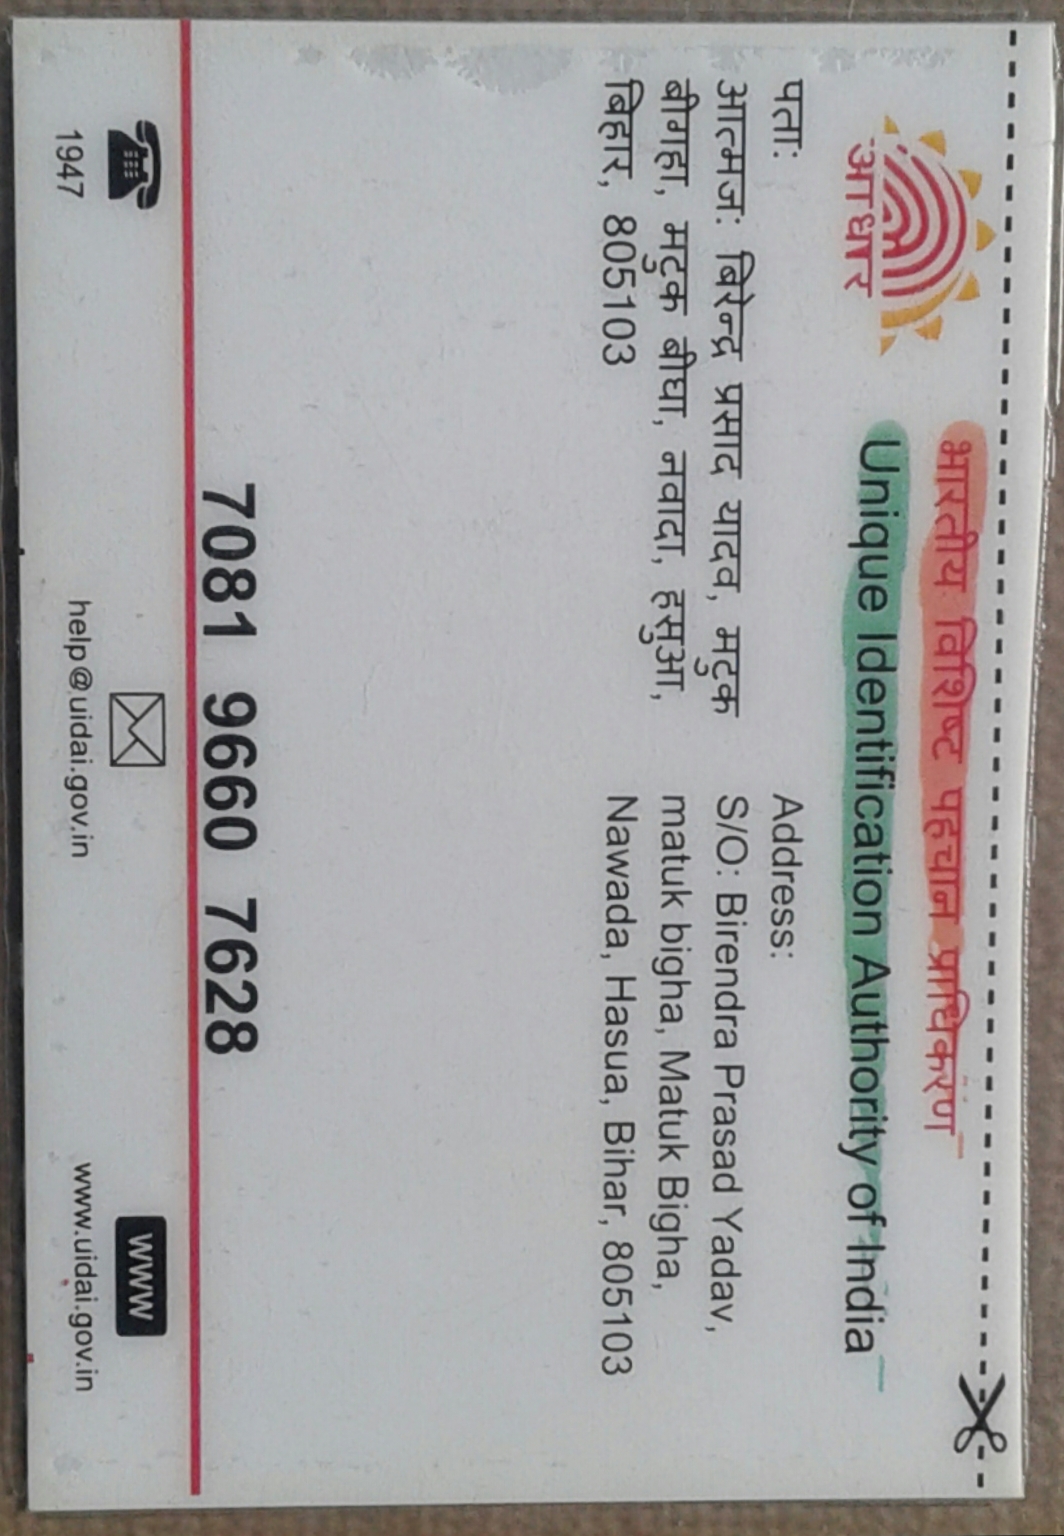 भारतीय विशिष्ट पहचान प्राधिकरण
Unique Identification Authority of India
आधार
पता:
आत्मज: बिरेन्द्र प्रसाद यादव, मटुक
बीगहा, मटुक बीघा, नवादा, हसुआ,
बिहार, 805103
Address:
S/O: Birendra Prasad Yadav,
matuk bigha, Matuk Bigha,
Nawada, Hasua, Bihar, 805103
7081 9660 7628
1947
help@uidai.gov.in
www
www.uidai.gov.in